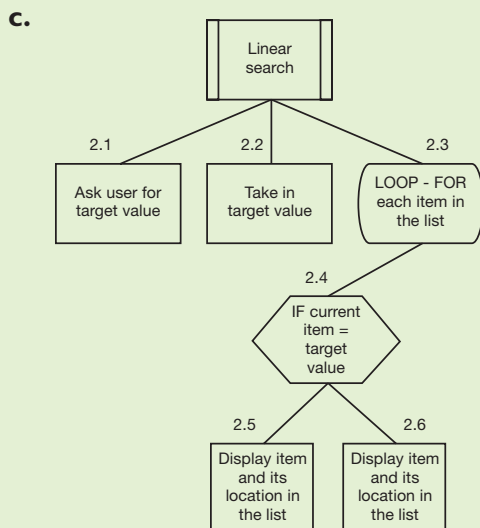 c.
Linear
search
2.1
2.2
2.3
Ask user for
target value
Take in
target value
LOOP - FOR
each item in
the list
2.4
IF current
item =
target
value
2.5
2.6
Display item
and its
location in
the list
Display item
and its
location in
the list